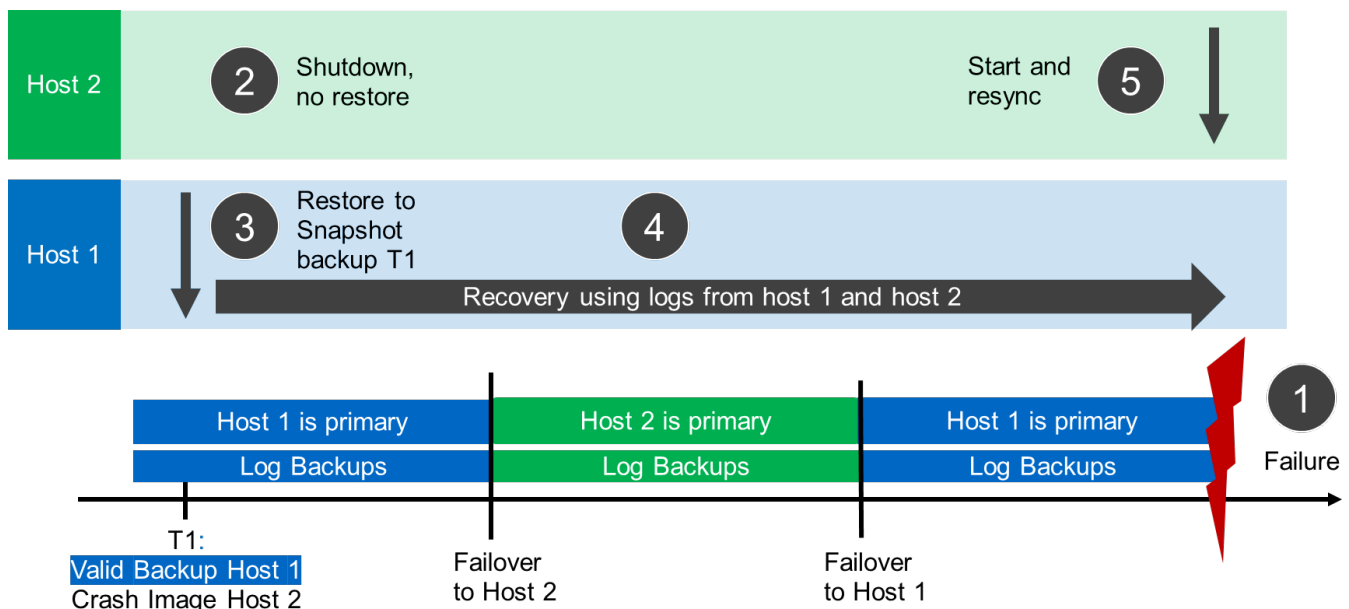 Host 2
2
Shutdown,
no restore
Start and
resync
5
Host 1
3
Restore to
Snapshot
backup T1
4
Recovery using logs from host 1 and host 2
Host 1 is primary
Host 2 is primary
Host 1 is primary
1
Log Backups
Log Backups
Log Backups
Failure
T1:
Valid Backup Host 1
Crash Image Host 2
Failover
to Host 2
Failover
to Host 1